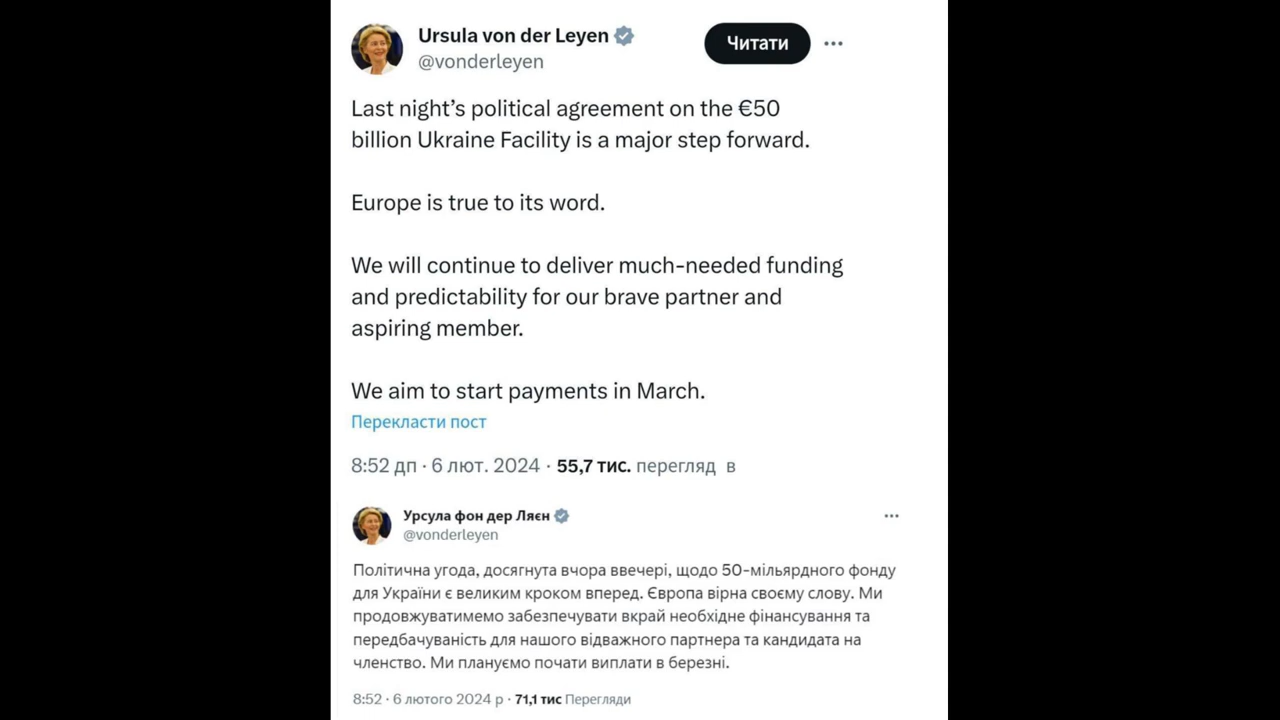 Ursula von der Leyen
@vonderleyen
Читати
Last night’s political agreement on the €50
billion Ukraine Facility is a major step forward.
Europe is true to its word.
We will continue to deliver much-needed funding
and predictability for our brave partner and
aspiring member.
We aim to start payments in March.
Перекласти пост
8:52 дп · 6 лют. 2024 · 55,7 тис. перегляд в
Урсула фон дер Ляєн
@vonderleyen
Політична угода, досягнута вчора ввечері, щодо 50-мільярдного фонду
для України є великим кроком вперед. Європа вірна своєму слову. Ми
продовжуватимемо забезпечувати вкрай необхідне фінансування та
передбачуваність для нашого відважного партнера та кандидата на
членство. Ми плануємо почати виплати в березні.
8:52 · 6 лютого 2024 р · 71,1 тис Перегляди